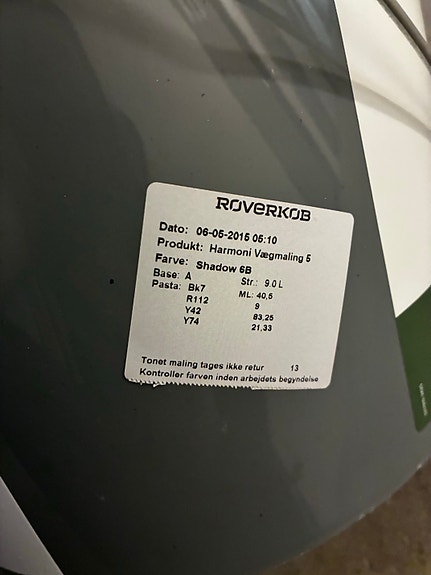 RØVERKØB
Dato: 06-05-2015 05:10
Produkt: Harmoni Vægmaling 5
Farve: Shadow 6B
Base: A Str.: 9.0 L
Pasta: Bk7 ML: 40,5
R112 9
Y42 83,25
Y74 21,33
Tonet maling tages ikke retur 13
Kontroller farven inden arbejdets begyndelse